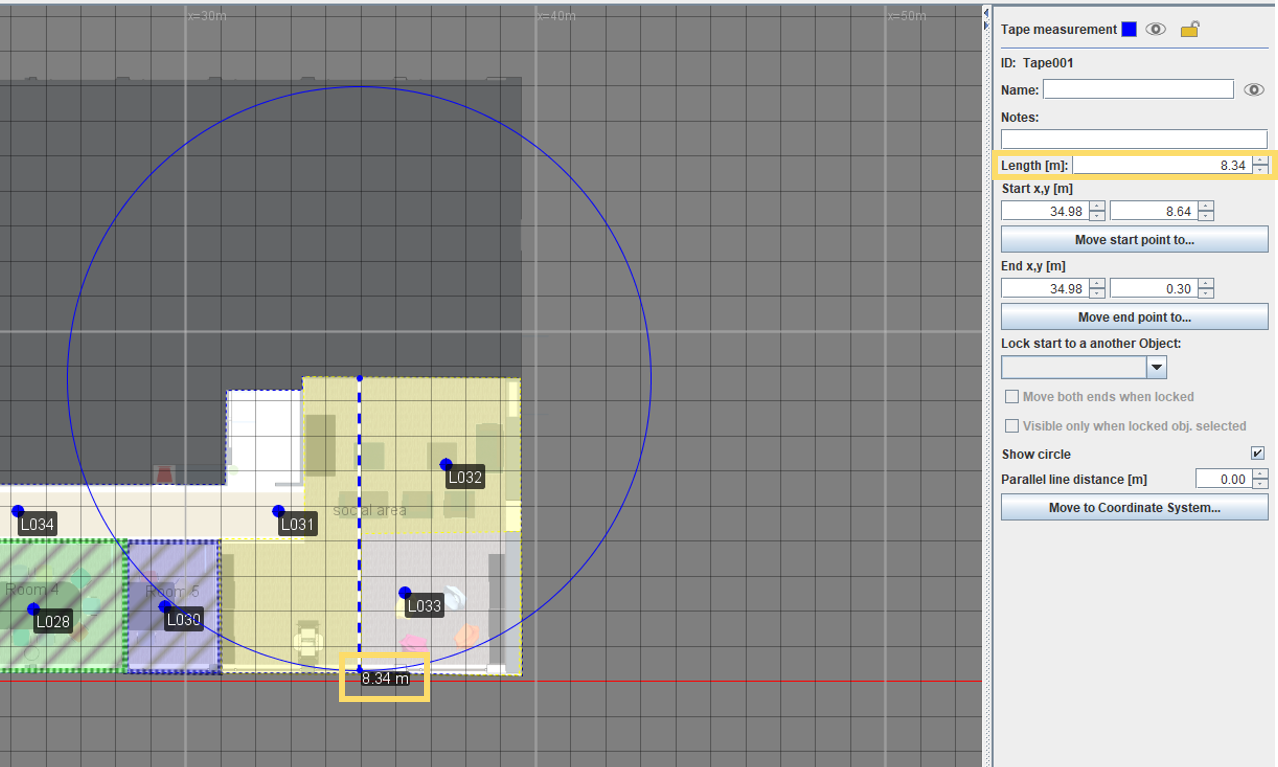 x=30m
x=40m
x=50m
L032
social area
L034
L031
Room 4
Room 5
L028
L030
L033
8.34 m
Tape measurement
ID: Tape001
Name:
Notes:
Length [m]: 8.34
Start x,y [m]
34.98 8.64
Move start point to...
End x,y [m]
34.98 0.30
Move end point to...
Lock start to a another Object:
Move both ends when locked
Visible only when locked obj. selected
Show circle
Parallel line distance [m] 0.00
Move to Coordinate System...